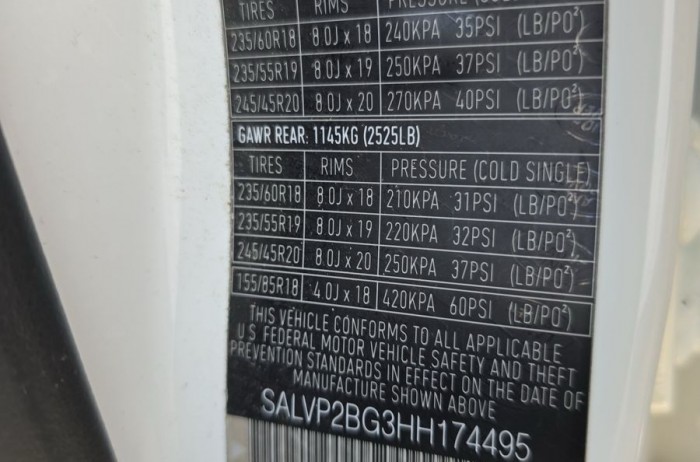 TIRES RIMS PRESSURE (COLD
235/60R18 8.0J x 18 240KPA 35PSI (LB/PO²)
235/55R19 8.0J x 19 250KPA 37PSI (LB/PO²)
245/45R20 8.0J x 20 270KPA 40PSI (LB/PO²)
GAWR REAR: 1145KG (2525LB)
TIRES RIMS PRESSURE (COLD SINGLE)
235/60R18 8.0J x 18 210KPA 31PSI (LB/PO²)
235/55R19 8.0J x 19 220KPA 32PSI (LB/PO²)
245/45R20 8.0J x 20 250KPA 37PSI (LB/PO²)
155/85R18 4.0J x 18 420KPA 60PSI (LB/PO²)
THIS VEHICLE CONFORMS TO ALL APPLICABLE
U.S. FEDERAL MOTOR VEHICLE SAFETY AND THEFT
PREVENTION STANDARDS IN EFFECT ON THE DATE OF
MANUFACTURE SHOWN ABOVE
SALVP2BG3HH174495